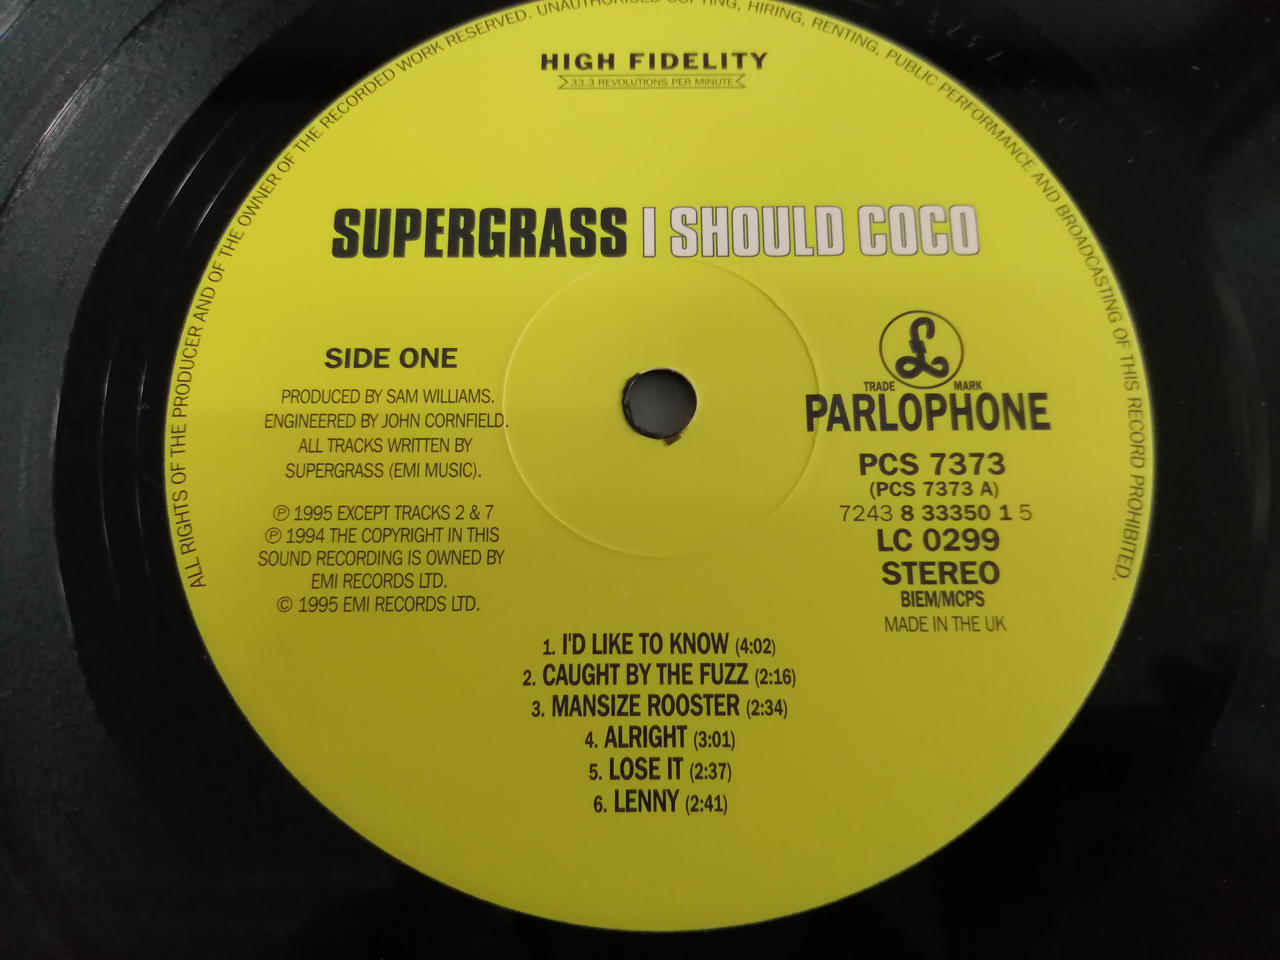 ALL RIGHTS OF THE PRODUCER AND OF THE OWNER OF THE RECORDED WORK RESERVED. UNAUTHORISED COPYING, HIRING, RENTING, PUBLIC PERFORMANCE AND BROADCASTING OF THIS RECORD PROHIBITED.
HIGH FIDELITY
33.3 REVOLUTIONS PER MINUTE
SUPERGRASS I SHOULD COCO
SIDE ONE
PRODUCED BY SAM WILLIAMS.
ENGINEERED BY JOHN CORNFIELD.
ALL TRACKS WRITTEN BY
SUPERGRASS (EMI MUSIC).
℗ 1995 EXCEPT TRACKS 2 & 7
℗ 1994 THE COPYRIGHT IN THIS
SOUND RECORDING IS OWNED BY
EMI RECORDS LTD.
© 1995 EMI RECORDS LTD.
£
TRADE MARK
PARLOPHONE
PCS 7373
(PCS 7373 A)
7243 8 33350 1 5
LC 0299
STEREO
BIEM/MCPS
MADE IN THE UK
1. I'D LIKE TO KNOW (4:02)
2. CAUGHT BY THE FUZZ (2:16)
3. MANSIZE ROOSTER (2:34)
4. ALRIGHT (3:01)
5. LOSE IT (2:37)
6. LENNY (2:41)